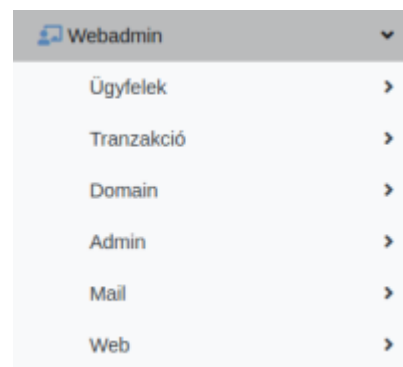 Webadmin
Ügyfelek
Tranzakció
Domain
Admin
Mail
Web